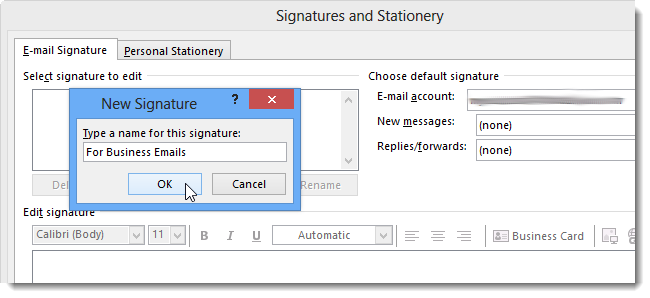 Signatures and Stationery
E-mail Signature
Personal Stationery
Select signature to edit
Choose default signature
E-mail account:
New messages:
(none)
Replies/forwards:
(none)
New Signature
?
Type a name for this signature:
For Business Emails
OK
Cancel
Rename
Edit signature
Calibri (Body)
11
B
I
U
Automatic
Business Card